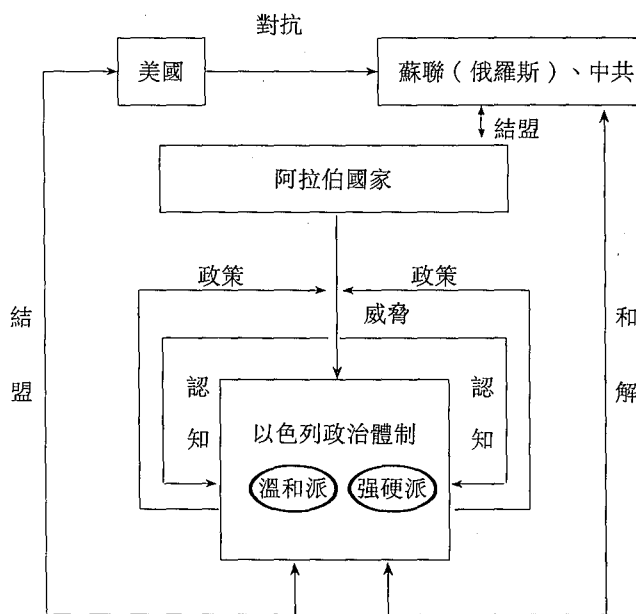 對抗
美國
蘇聯（俄羅斯）、中共
結盟
阿拉伯國家
政策
政策
威脅
結盟
和解
認知
認知
以色列政治體制
溫和派
强硬派